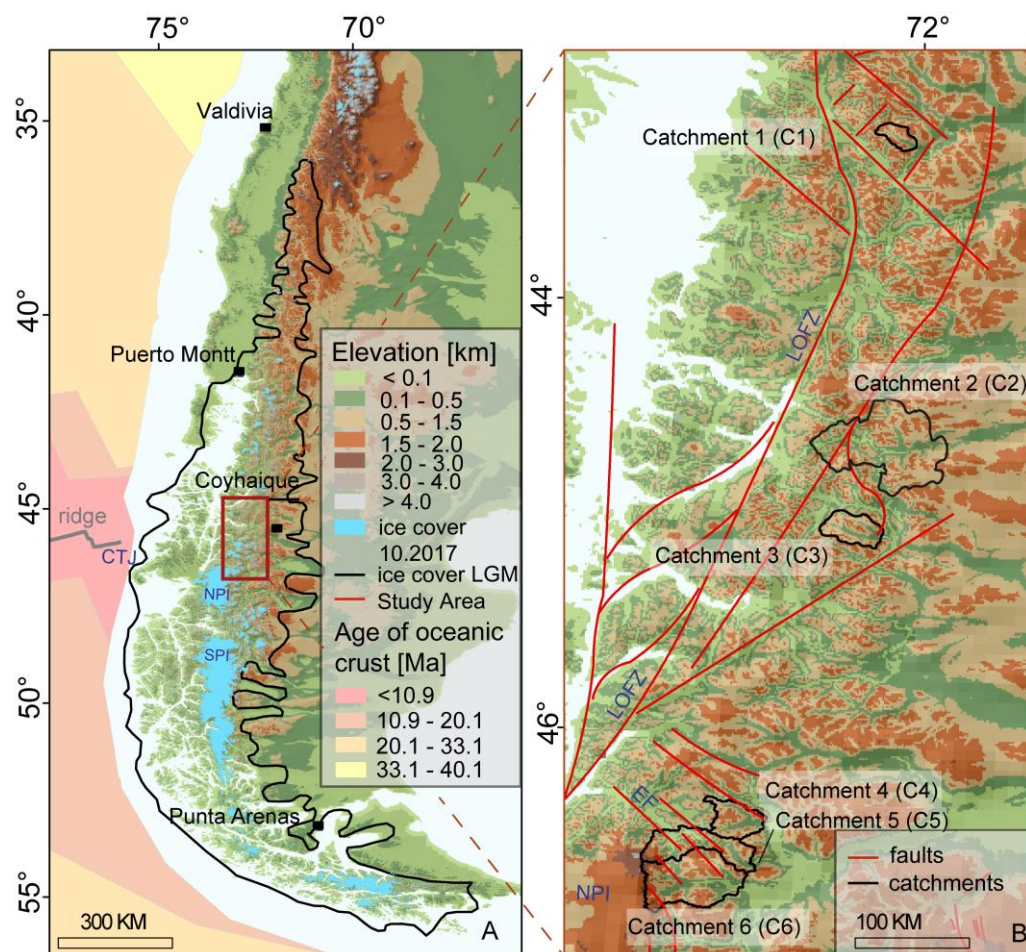 75°
70°
35°
40°
45°
50°
55°
Valdivia
Puerto Montt
Coyhaique
ridge
CTJ
NPI
SPI
Punta Arenas
Elevation [km]
< 0.1
0.1 - 0.5
0.5 - 1.5
1.5 - 2.0
2.0 - 3.0
3.0 - 4.0
> 4.0
ice cover
10.2017
ice cover LGM
Study Area
Age of oceanic
crust [Ma]
<10.9
10.9 - 20.1
20.1 - 33.1
33.1 - 40.1
300 KM
A
72°
44°
46°
Catchment 1 (C1)
LOFZ
Catchment 2 (C2)
Catchment 3 (C3)
LOFZ
EF
Catchment 4 (C4)
Catchment 5 (C5)
NPI
Catchment 6 (C6)
faults
catchments
100 KM
B